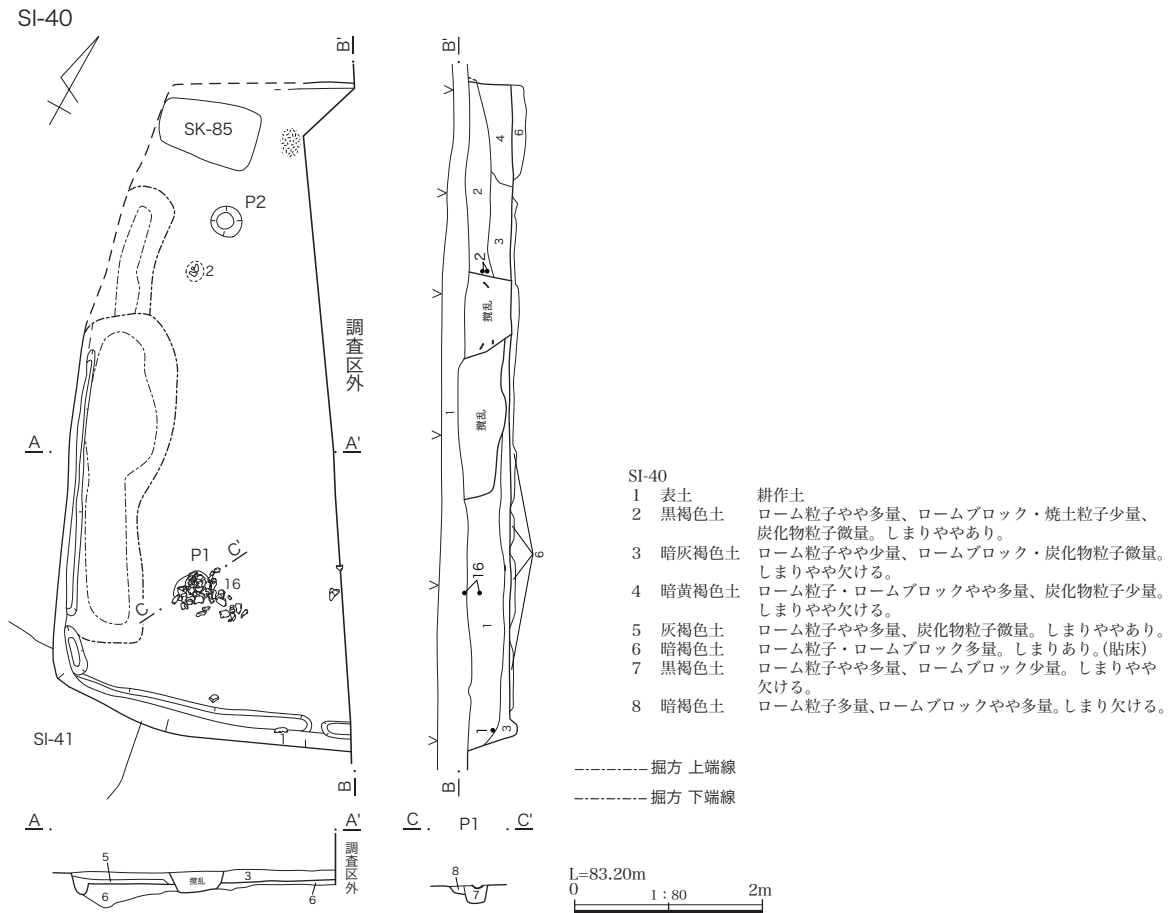 SI-40
B'
B'
SK-85
P2
2
調査区外
A
A'
P1
C'
16
C
1
SI-41
B
4
6
2
3
2
攪乱
1
攪乱
6
16
1
1
3
B
SI-40
1 表土 耕作土
2 黒褐色土 ローム粒子やや多量、ロームブロック・焼土粒子少量、
炭化物粒子微量。しまりややあり。
3 暗灰褐色土 ローム粒子やや少量、ロームブロック・炭化物粒子微量。
しまりやや欠ける。
4 暗黄褐色土 ローム粒子・ロームブロックやや多量、炭化物粒子少量。
しまりやや欠ける。
5 灰褐色土 ローム粒子やや多量、炭化物粒子微量。しまりややあり。
6 暗褐色土 ローム粒子・ロームブロック多量。しまりあり。(貼床)
7 黒褐色土 ローム粒子やや多量、ロームブロック少量。しまりやや
欠ける。
8 暗褐色土 ローム粒子多量、ロームブロックやや多量。しまり欠ける。
掘方 上端線
掘方 下端線
A
A'
調査区外
5
6
攪乱
3
6
C
P1
C'
8
7
L=83.20m
0 1:80 2m